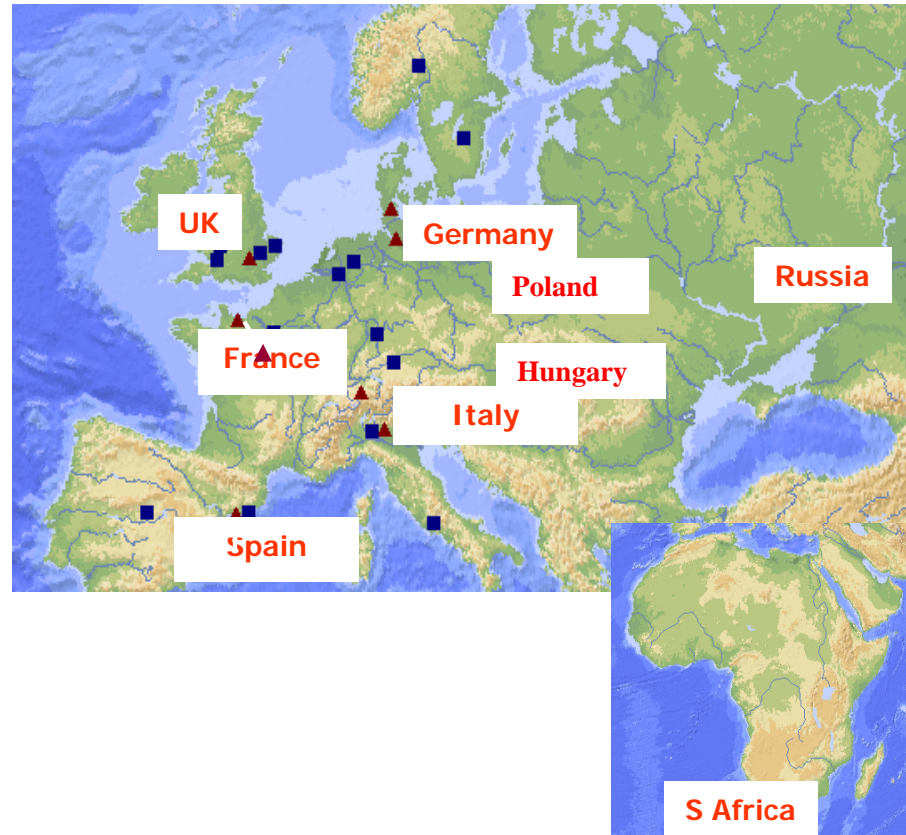 UK
Germany
Russia
Poland
France
Hungary
Italy
Spain
S Africa